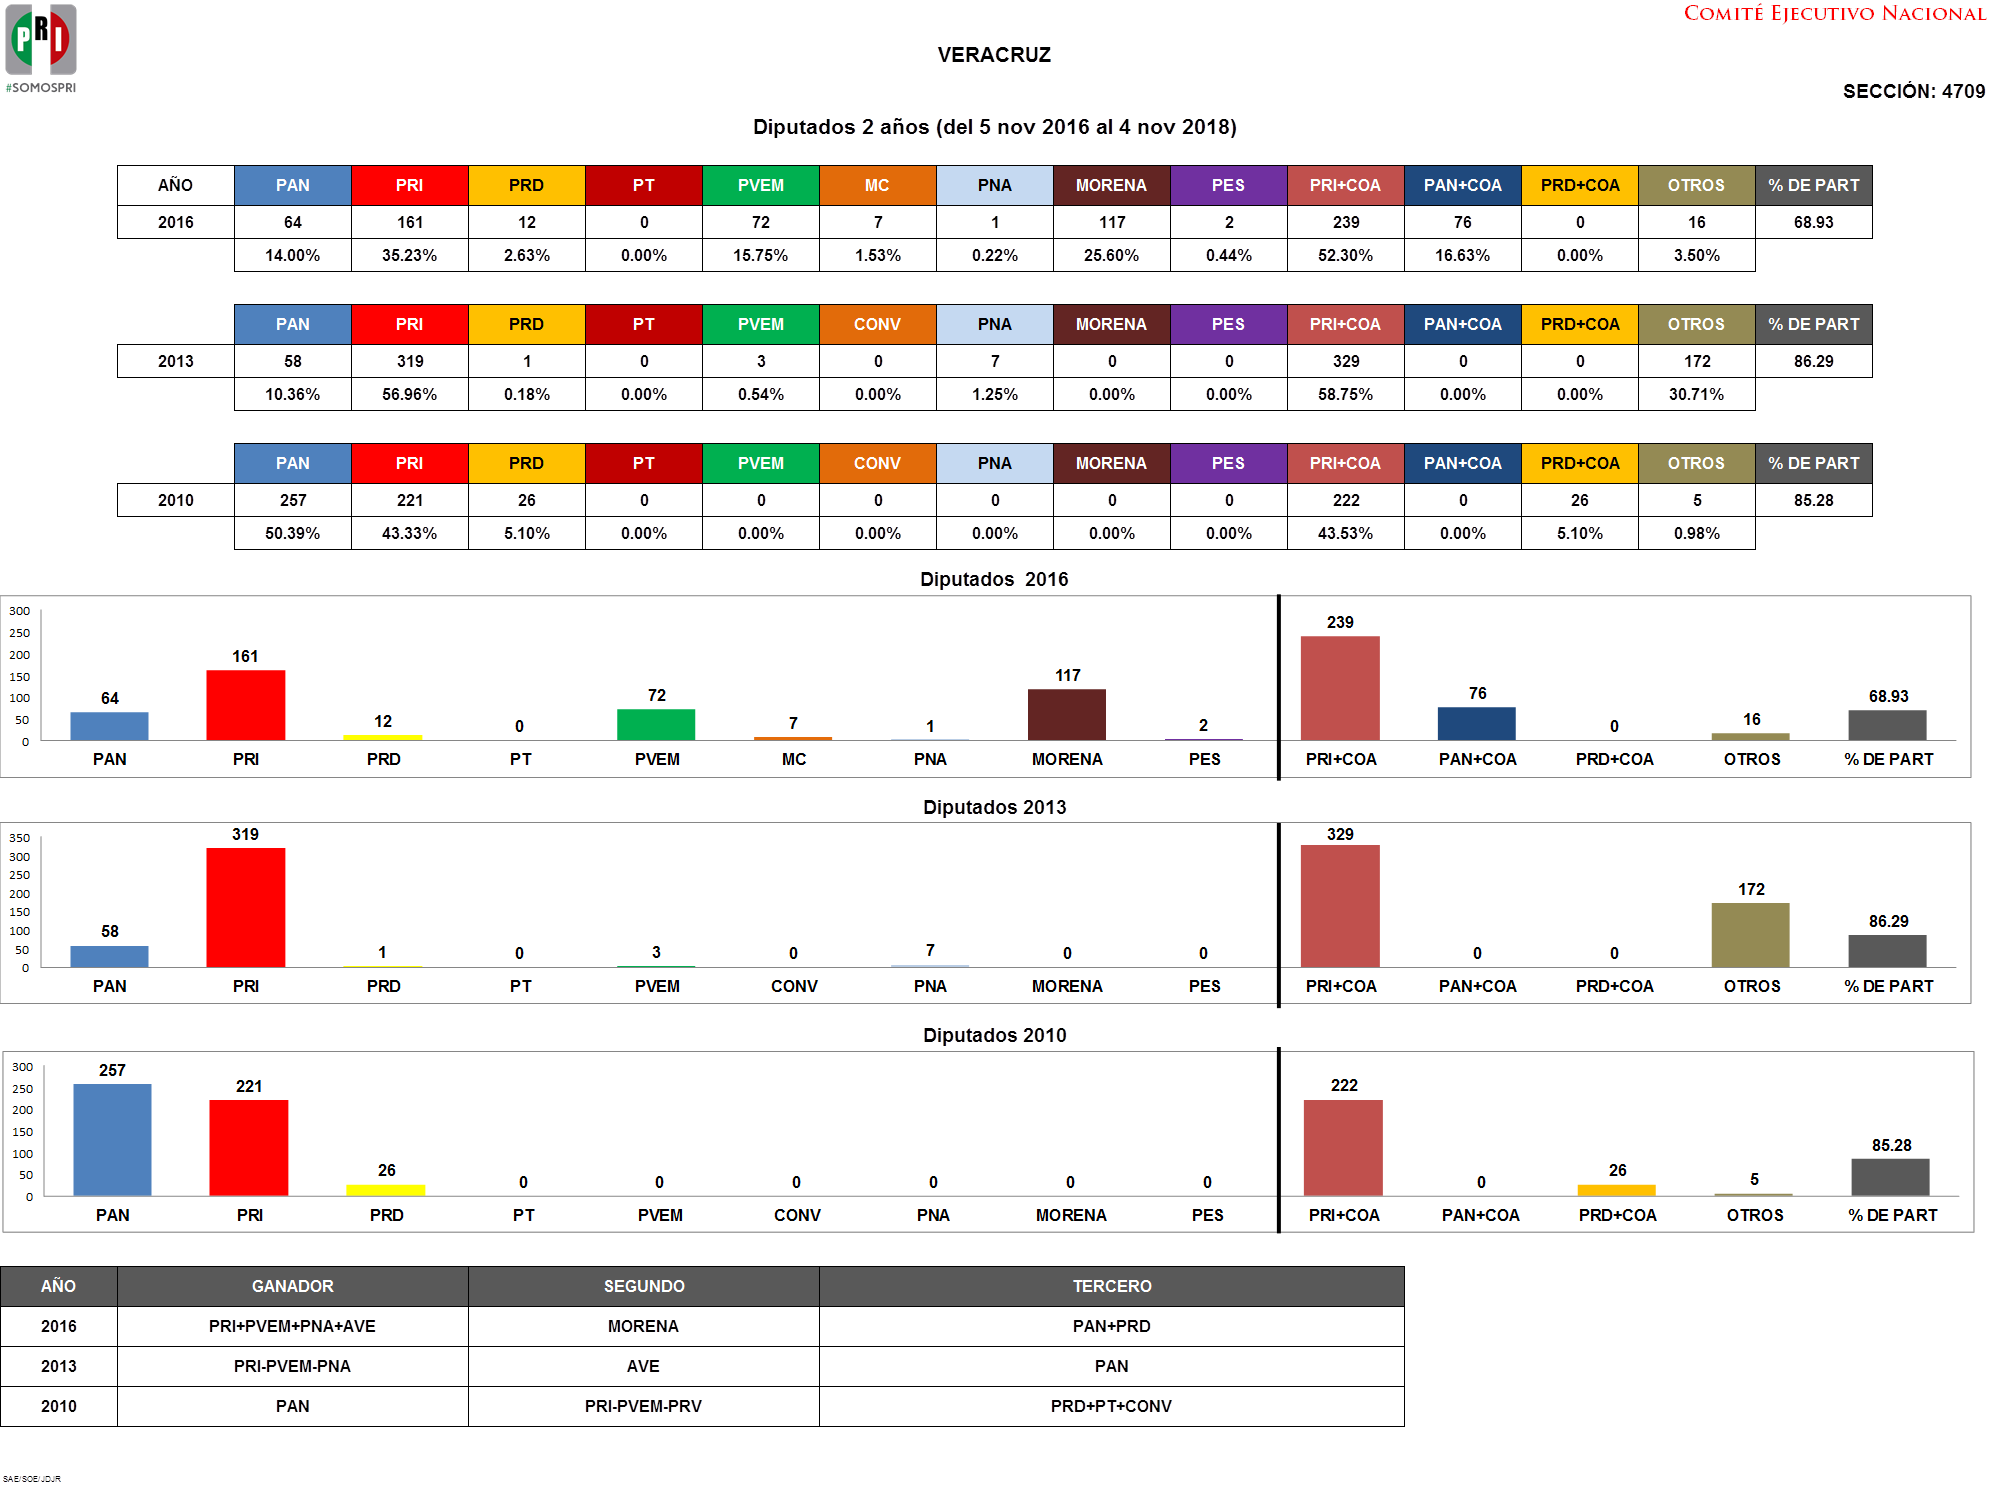 PRI
#SOMOSPRI
COMITÉ EJECUTIVO NACIONAL
VERACRUZ
SECCIÓN: 4709
Diputados 2 años (del 5 nov 2016 al 4 nov 2018)
AÑO PAN PRI PRD PT PVEM MC PNA MORENA PES PRI+COA PAN+COA PRD+COA OTROS % DE PART
2016 64 161 12 0 72 7 1 117 2 239 76 0 16 68.93
14.00% 35.23% 2.63% 0.00% 15.75% 1.53% 0.22% 25.60% 0.44% 52.30% 16.63% 0.00% 3.50%
PAN PRI PRD PT PVEM CONV PNA MORENA PES PRI+COA PAN+COA PRD+COA OTROS % DE PART
2013 58 319 1 0 3 0 7 0 0 329 0 0 172 86.29
10.36% 56.96% 0.18% 0.00% 0.54% 0.00% 1.25% 0.00% 0.00% 58.75% 0.00% 0.00% 30.71%
PAN PRI PRD PT PVEM CONV PNA MORENA PES PRI+COA PAN+COA PRD+COA OTROS % DE PART
2010 257 221 26 0 0 0 0 0 0 222 0 26 5 85.28
50.39% 43.33% 5.10% 0.00% 0.00% 0.00% 0.00% 0.00% 0.00% 43.53% 0.00% 5.10% 0.98%
Diputados 2016
300
250
200
150
100
50
0
64 161 12 0 72 7 1 117 2 239 76 0 16 68.93
PAN PRI PRD PT PVEM MC PNA MORENA PES PRI+COA PAN+COA PRD+COA OTROS % DE PART
Diputados 2013
350
300
250
200
150
100
50
0
58 319 1 0 3 0 7 0 0 329 0 0 172 86.29
PAN PRI PRD PT PVEM CONV PNA MORENA PES PRI+COA PAN+COA PRD+COA OTROS % DE PART
Diputados 2010
300
250
200
150
100
50
0
257 221 26 0 0 0 0 0 0 222 0 26 5 85.28
PAN PRI PRD PT PVEM CONV PNA MORENA PES PRI+COA PAN+COA PRD+COA OTROS % DE PART
AÑO GANADOR SEGUNDO TERCERO
2016 PRI+PVEM+PNA+AVE MORENA PAN+PRD
2013 PRI-PVEM-PNA AVE PAN
2010 PAN PRI-PVEM-PRV PRD+PT+CONV
SAE/SOE/JDJR